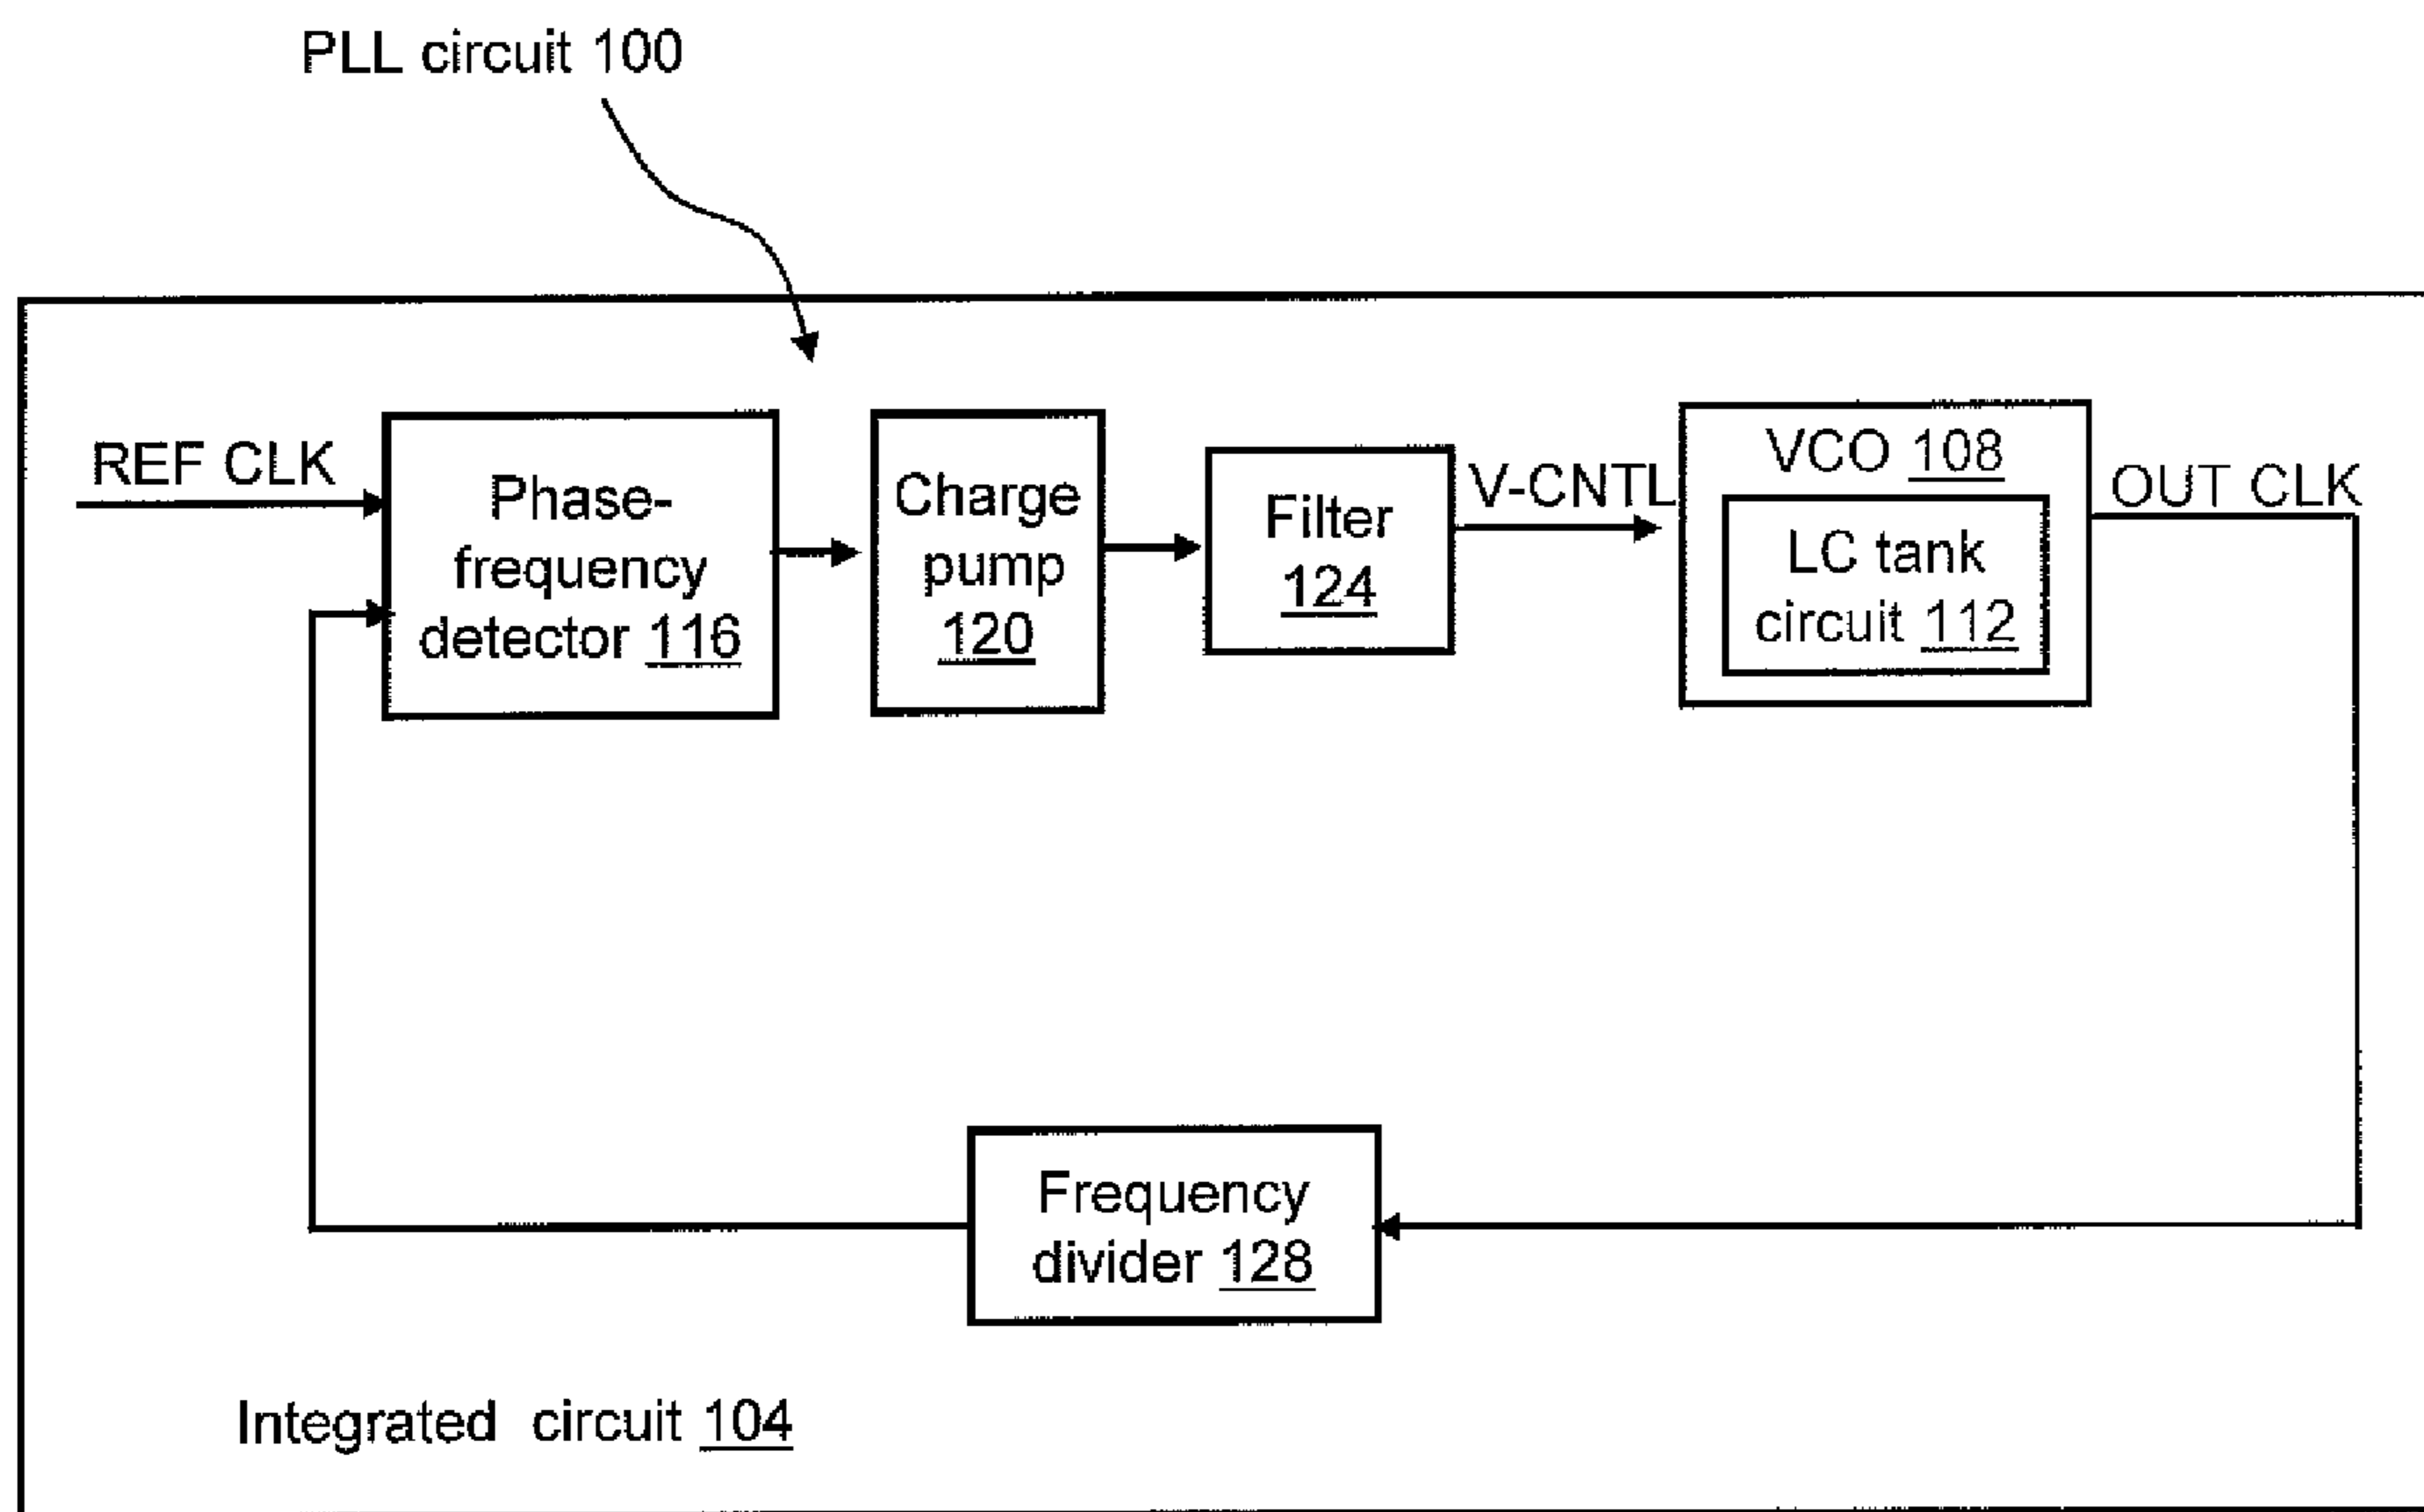 PLL circuit 100
REF CLK
Phase-
frequency
detector 116
Charge
pump
120
Filter
124
V-CNTL
VCO 108
LC tank
circuit 112
OUT CLK
Frequency
divider 128
Integrated circuit 104